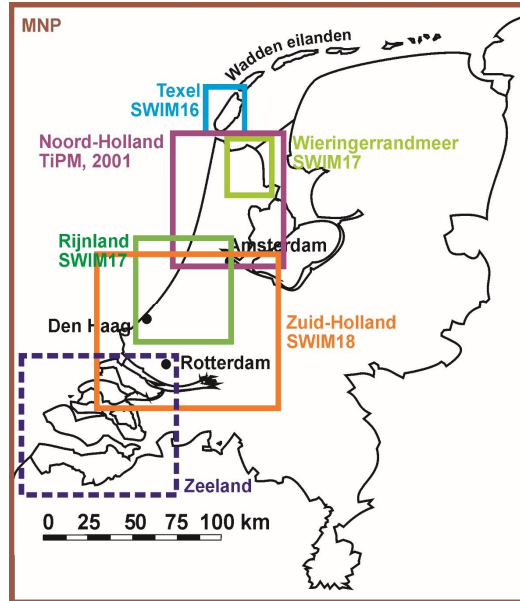 MNP
Wadden eilanden
Texel
SWIM16
Noord-Holland
TiPM, 2001
Wieringerrandmeer
SWIM17
Rijnland
SWIM17
Amsterdam
Den Haag
Zuid-Holland
SWIM18
Rotterdam
Zeeland
0 25 50 75 100 km